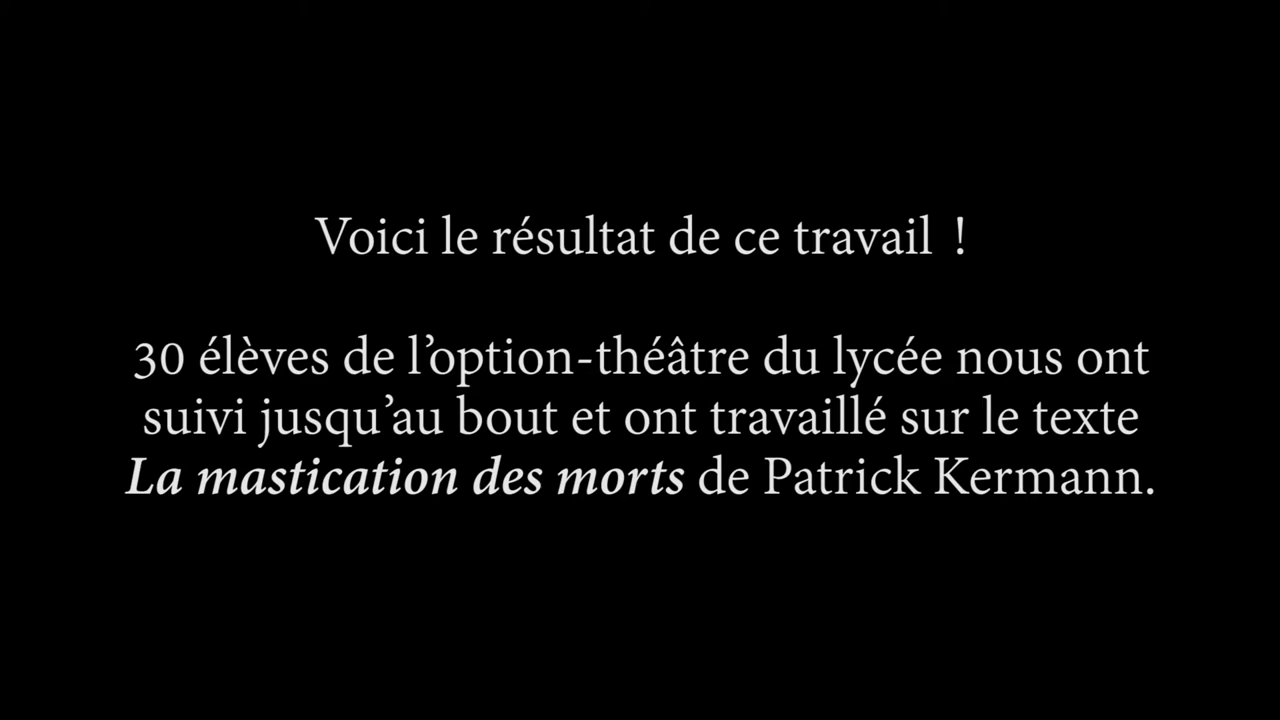 Voici le résultat de ce travail !
30 élèves de l’option-théâtre du lycée nous ont
suivi jusqu’au bout et ont travaillé sur le texte
La mastication des morts de Patrick Kermann.